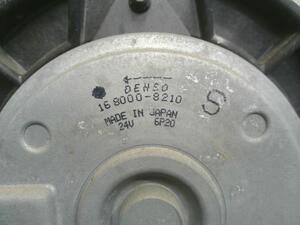 DENSO
168000-8210
S
MADE IN JAPAN
24V 6P20